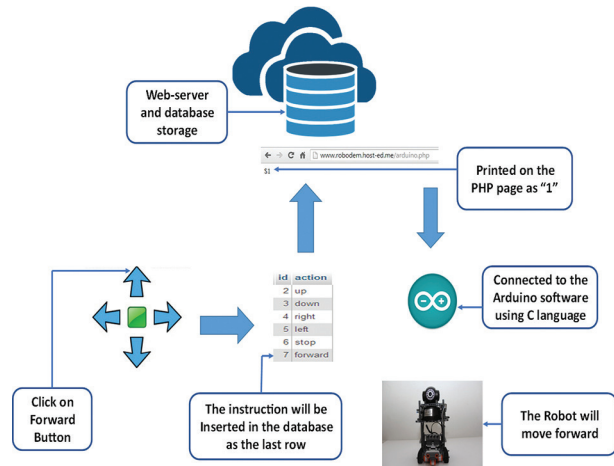 Web-server
and database
storage
www.robodem.host-ed.me/arduino.php
$1
Printed on the
PHP page as “1”
id action
2 up
3 down
4 right
5 left
6 stop
7 forward
Connected to the
Arduino software
using C language
Click on
Forward
Button
The instruction will be
Inserted in the database
as the last row
The Robot will
move forward